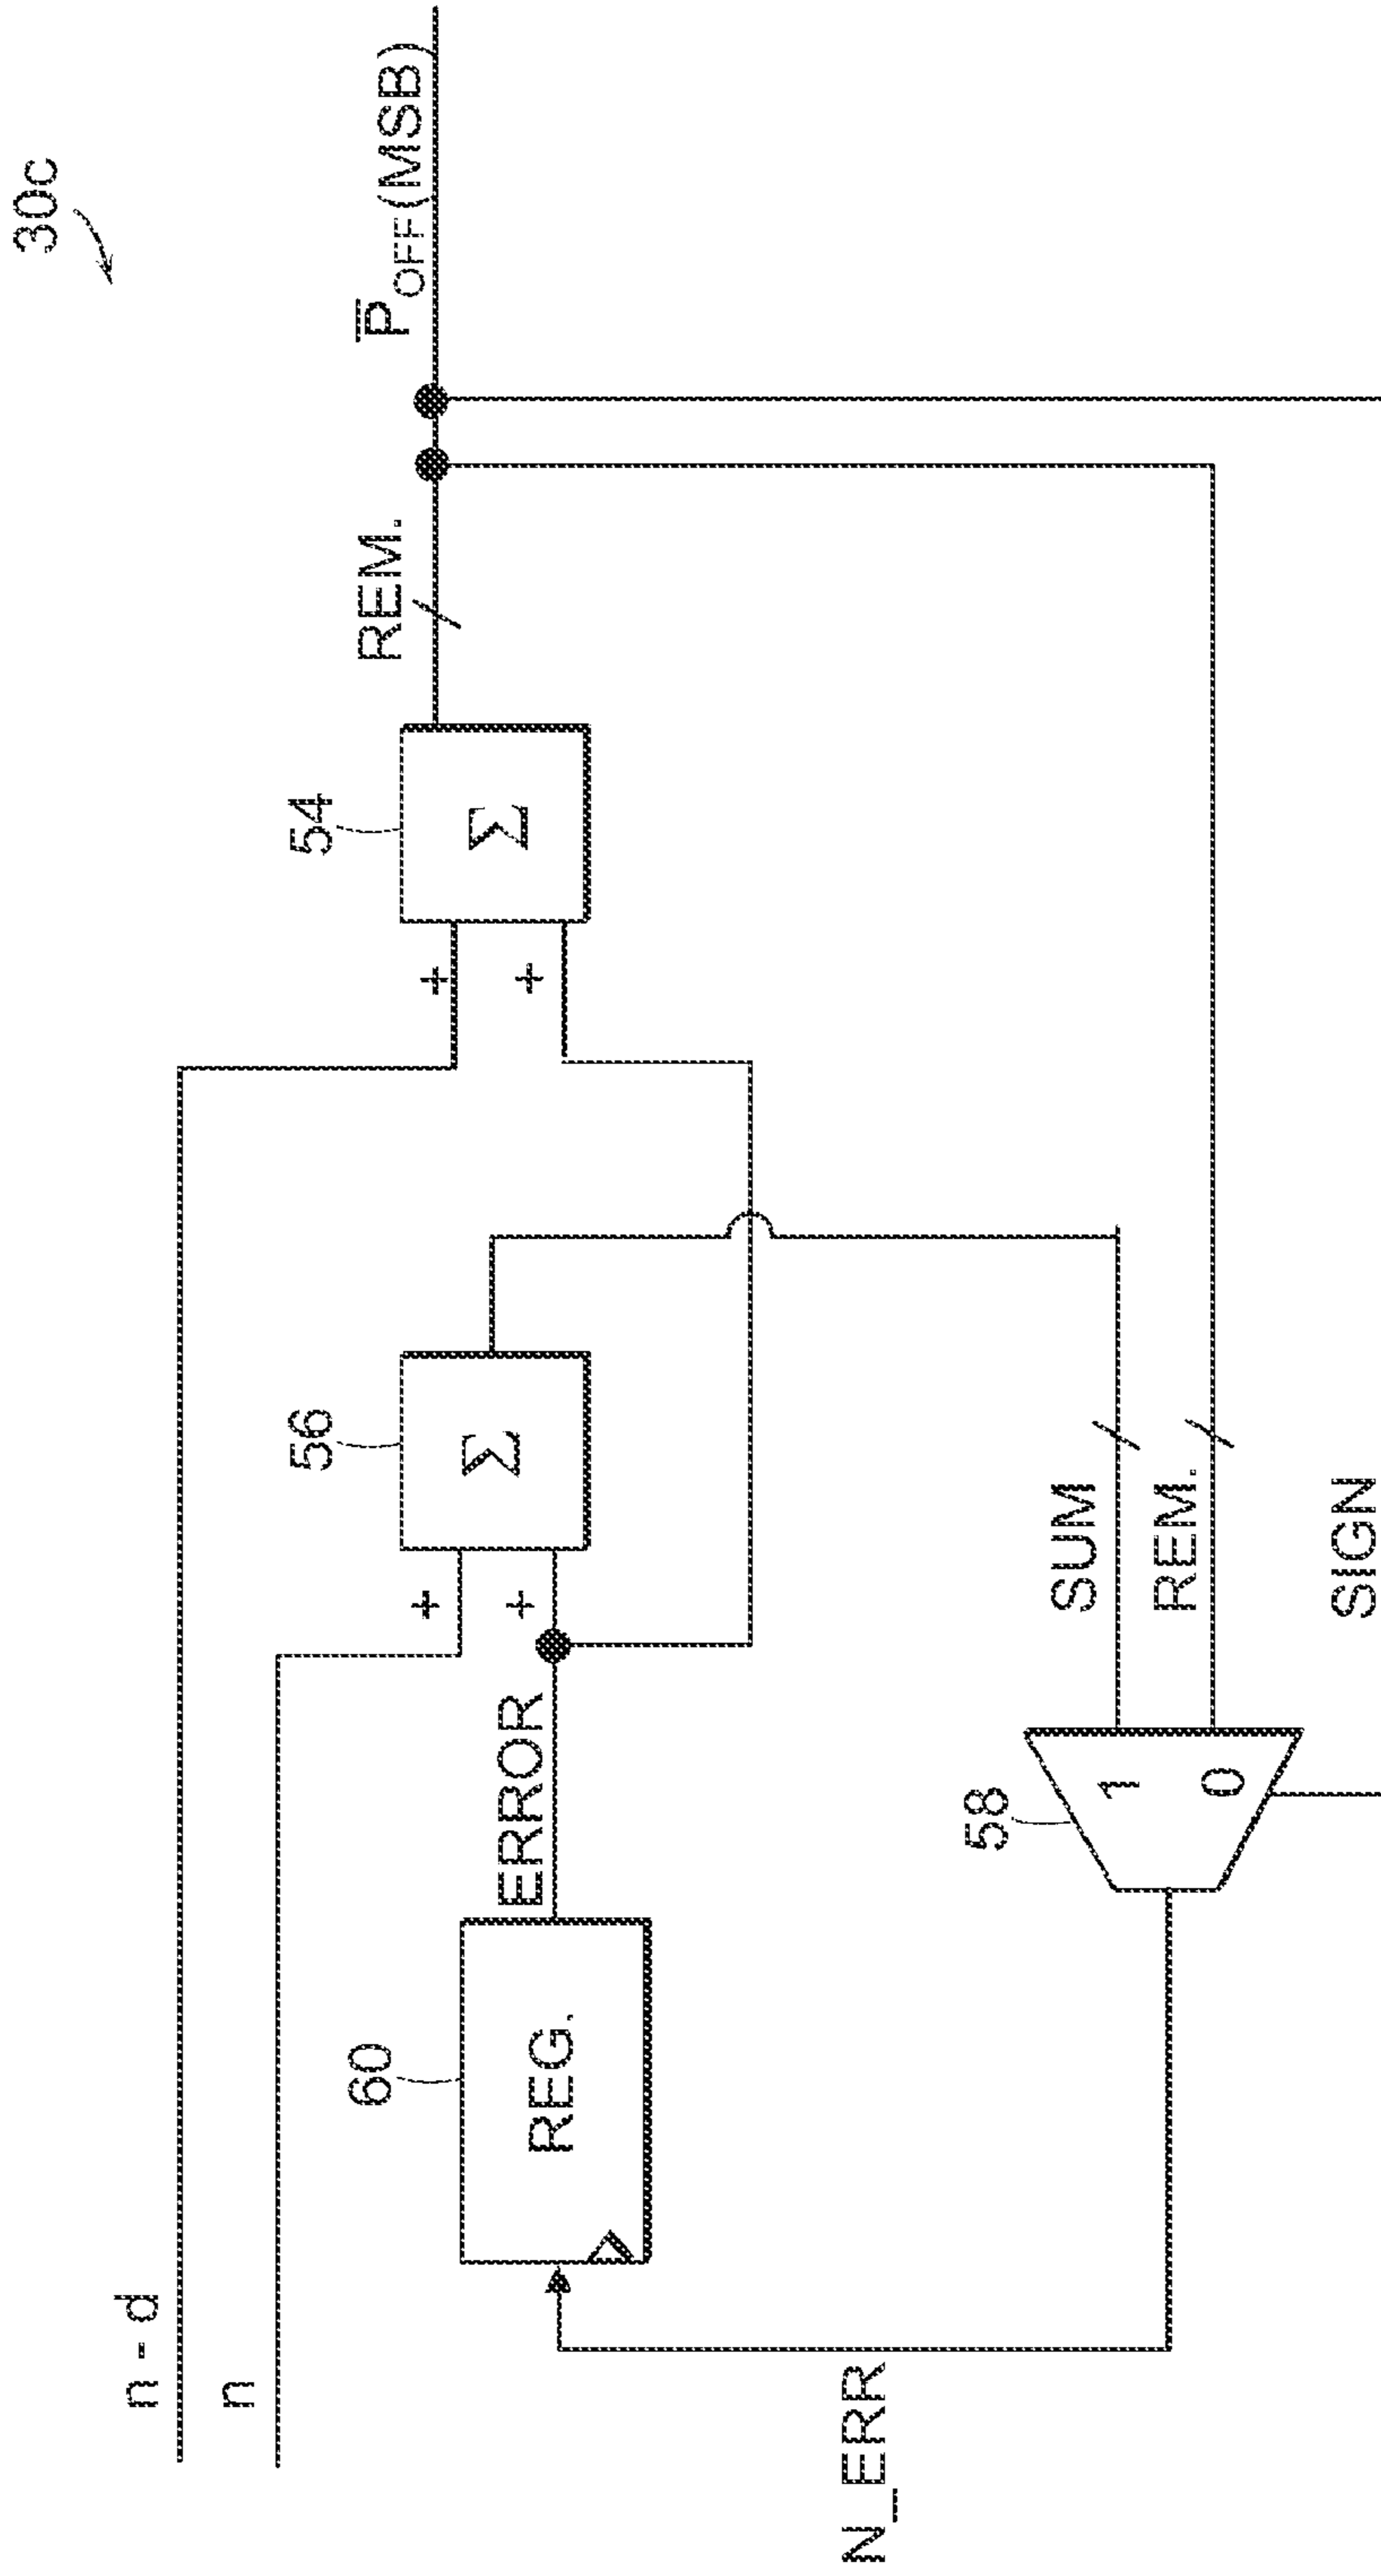 30c
n - d
n
P̅OFF(MSB)
REM.
54
Σ
+
+
56
Σ
+
+
ERROR
60
REG.
SUM
REM.
SIGN
58
1
0
N_ERR